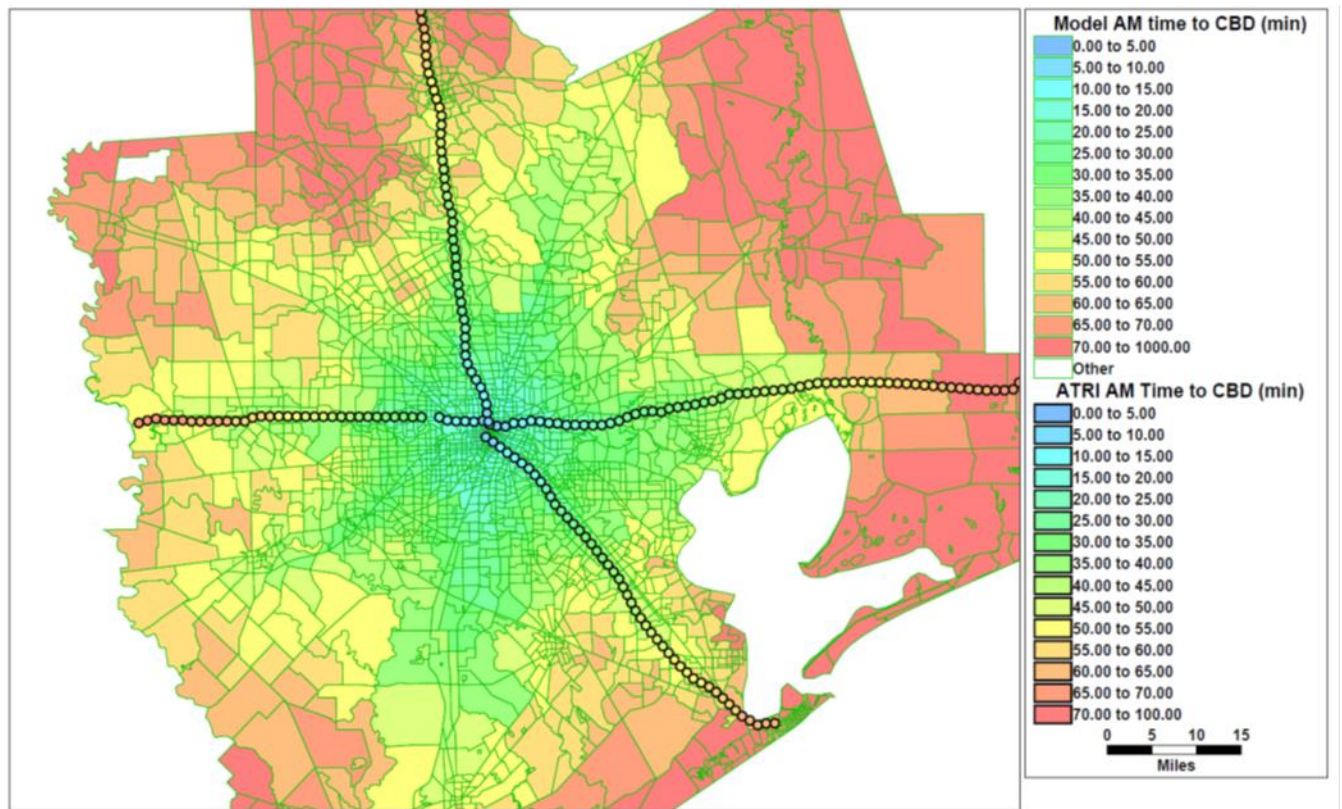 Model AM time to CBD (min)
0.00 to 5.00
5.00 to 10.00
10.00 to 15.00
15.00 to 20.00
20.00 to 25.00
25.00 to 30.00
30.00 to 35.00
35.00 to 40.00
40.00 to 45.00
45.00 to 50.00
50.00 to 55.00
55.00 to 60.00
60.00 to 65.00
65.00 to 70.00
70.00 to 1000.00
Other
ATRI AM Time to CBD (min)
0.00 to 5.00
5.00 to 10.00
10.00 to 15.00
15.00 to 20.00
20.00 to 25.00
25.00 to 30.00
30.00 to 35.00
35.00 to 40.00
40.00 to 45.00
45.00 to 50.00
50.00 to 55.00
55.00 to 60.00
60.00 to 65.00
65.00 to 70.00
70.00 to 100.00
0 5 10 15
Miles